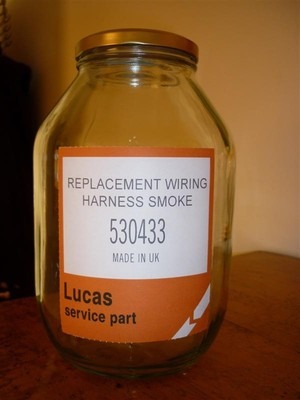 REPLACEMENT WIRING
HARNESS SMOKE
530433
MADE IN UK
Lucas
service part